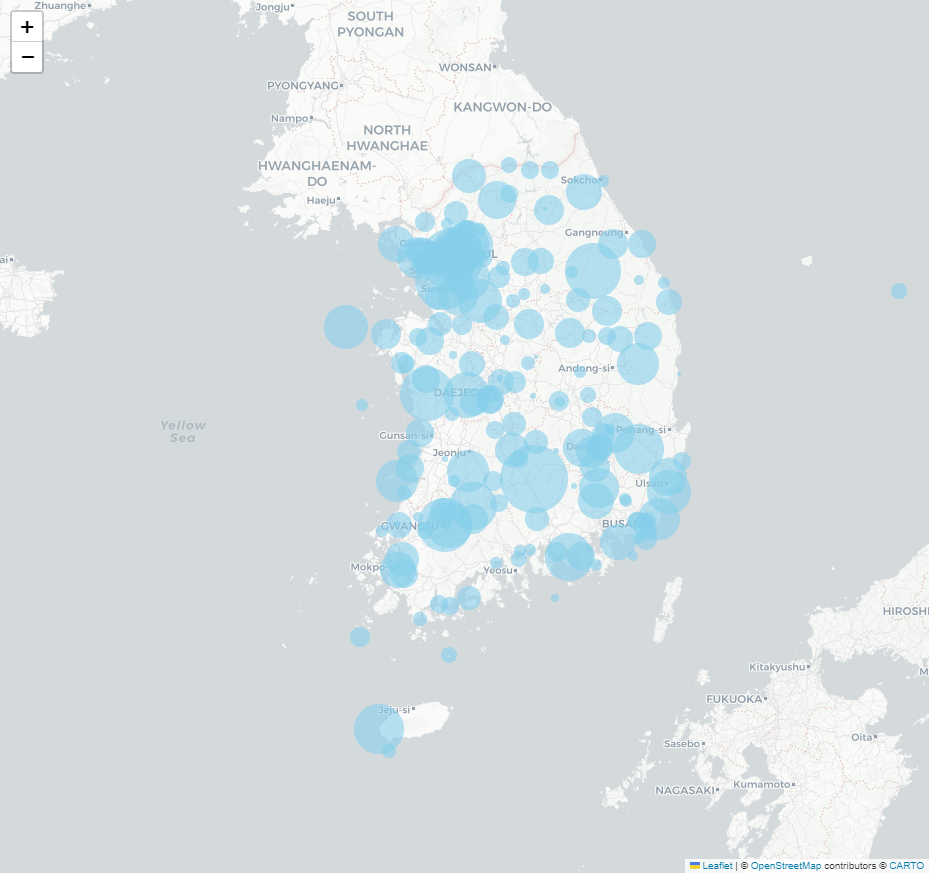 Zhuanghe
Jongju
SOUTH
PYONGAN
+
−
WONSAN
PYONGYANG
KANGWON-DO
Nampo
NORTH
HWANGHAE
HWANGHAENAM-
DO
Sokcho
Haeju
Gangneung
Andong-si
DAEJEO
Yellow
Sea
Gunsan-si
Pohang-si
Jeonju
Ulsan
GWANGJU
BUSAN
Mokpo
Yeosu
HIROSHI
Kitakyushu
FUKUOKA
Jeju-si
Oita
Sasebo
NAGASAKI
Kumamoto
Leaflet | © OpenStreetMap contributors © CARTO